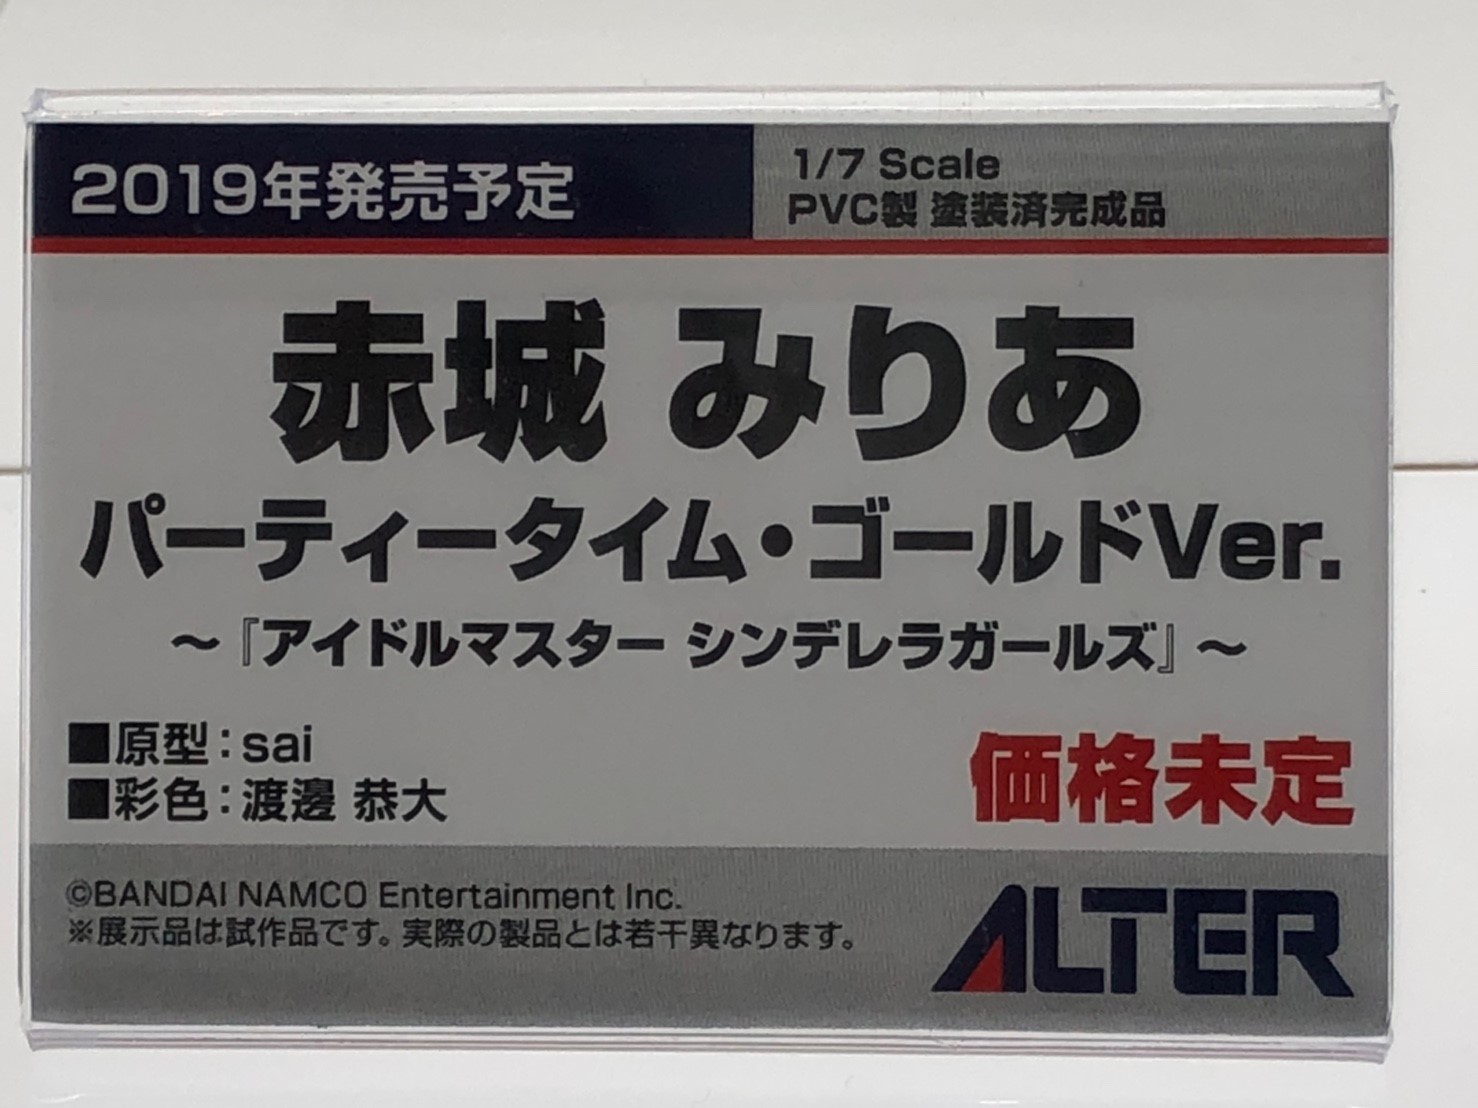 2019年発売予定
1/7 Scale
PVC製 塗装済完成品
赤城 みりあ
パーティータイム・ゴールドVer.
～『アイドルマスター シンデレラガールズ』～
■原型：sai
■彩色：渡邊 恭大
価格未定
©BANDAI NAMCO Entertainment Inc.
※展示品は試作品です。実際の製品とは若干異なります。
ALTER